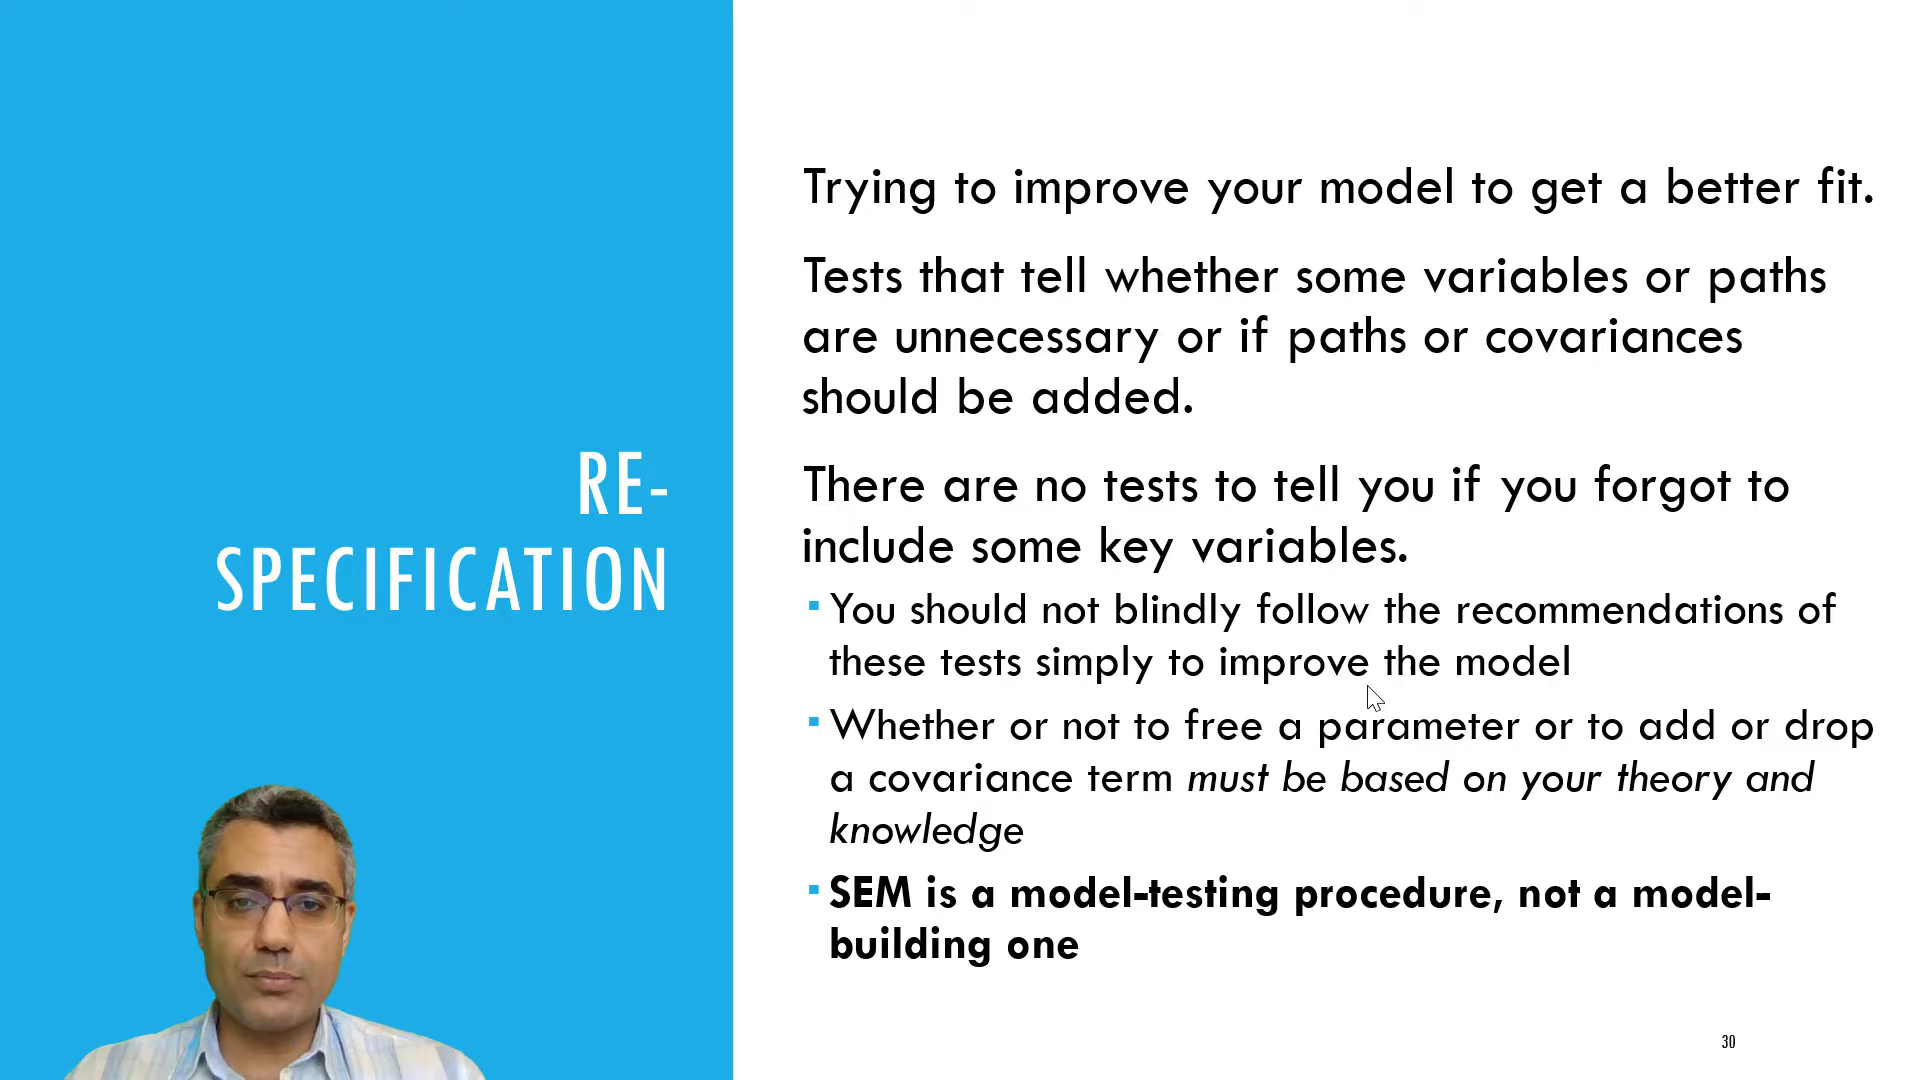 RE-
SPECIFICATION
Trying to improve your model to get a better fit.
Tests that tell whether some variables or paths
are unnecessary or if paths or covariances
should be added.
There are no tests to tell you if you forgot to
include some key variables.
▪ You should not blindly follow the recommendations of
these tests simply to improve the model
▪ Whether or not to free a parameter or to add or drop
a covariance term must be based on your theory and
knowledge
▪ SEM is a model-testing procedure, not a model-
building one
30